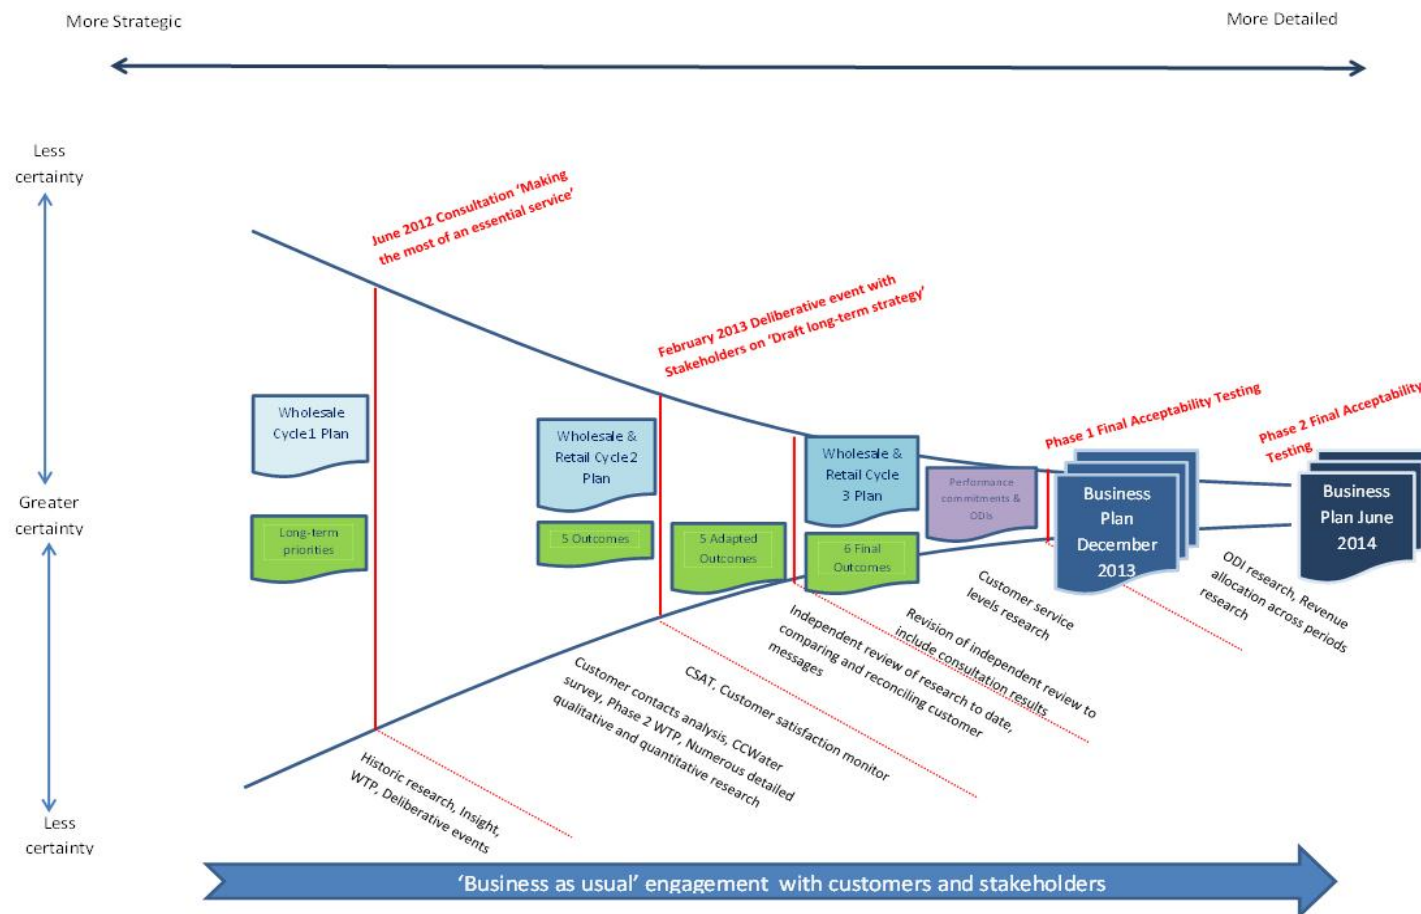 More Strategic
More Detailed
Less
certainty
June 2012 Consultation ‘Making
the most of an essential service’
February 2013 Deliberative event with
Stakeholders on ‘Draft long-term strategy’
Phase 1 Final Acceptability Testing
Phase 2 Final Acceptability
Testing
Wholesale
Cycle1 Plan
Wholesale &
Retail Cycle2
Plan
Wholesale &
Retail Cycle
3 Plan
Performance
commitments &
ODIs
Business
Plan
December
2013
Business
Plan June
2014
Greater
certainty
Long-term
priorities
5 Outcomes
5 Adapted
Outcomes
6 Final
Outcomes
Historic research, Insight,
WTP, Deliberative events
Customer contacts analysis, CCWater
survey, Phase 2 WTP, Numerous detailed
qualitative and quantitative research
CSAT, Customer satisfaction monitor
Independent review of research to date,
comparing and reconciling customer
messages
Revision of independent review to
include consultation results
Customer service
levels research
ODI research, Revenue
allocation across periods
research
Less
certainty
‘Business as usual’ engagement with customers and stakeholders